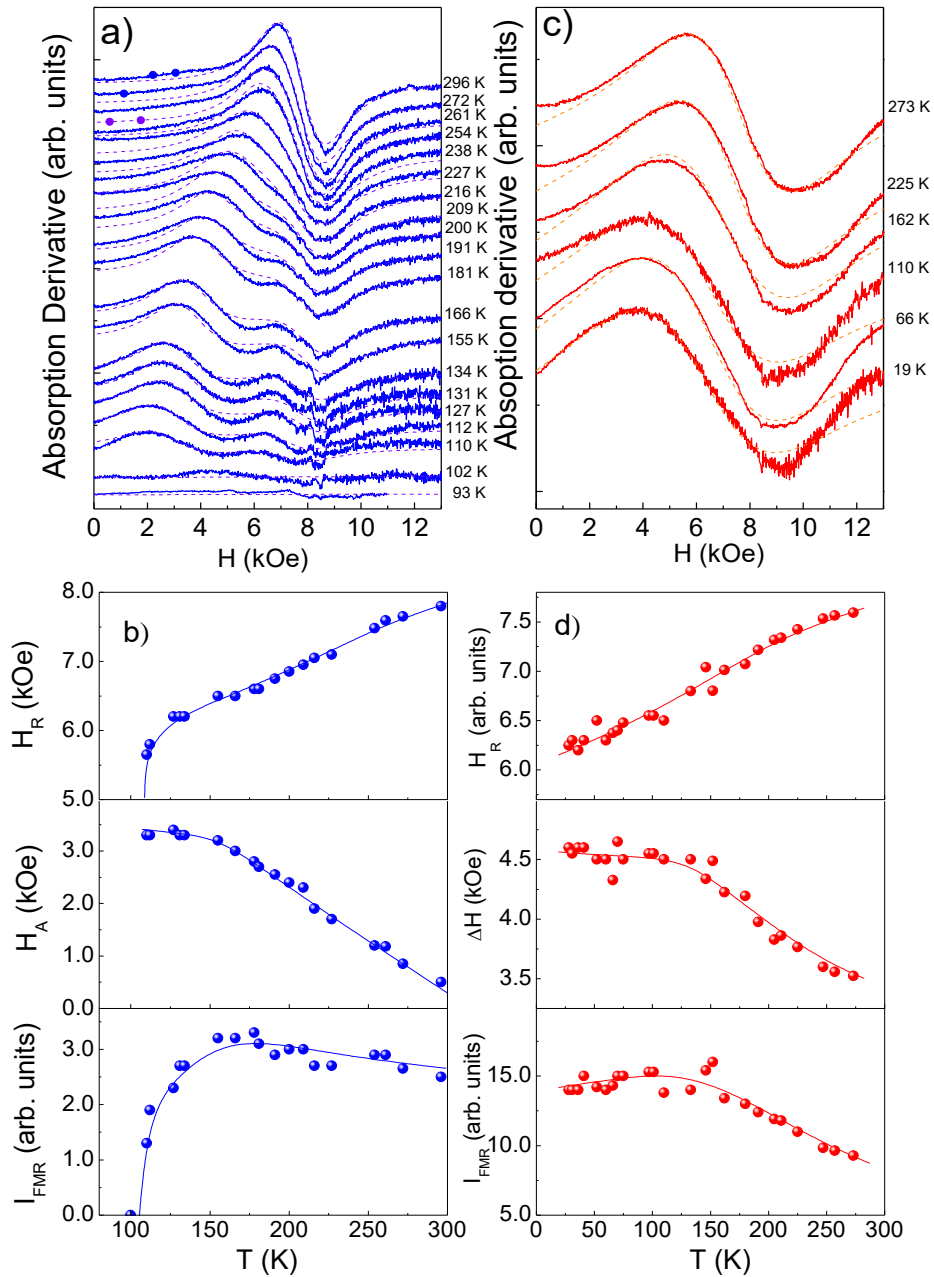 a)
Absorption Derivative (arb. units)
296 K
272 K
261 K
254 K
238 K
227 K
216 K
209 K
200 K
191 K
181 K
166 K
155 K
134 K
131 K
127 K
112 K
110 K
102 K
93 K
0 2 4 6 8 10 12
H (kOe)
c)
Absoption derivative (arb. units)
273 K
225 K
162 K
110 K
66 K
19 K
0 2 4 6 8 10 12
H (kOe)
b)
8.0
7.0
6.0
5.0
H_R (kOe)
3.0
2.0
1.0
0.0
H_A (kOe)
3.0
2.0
1.0
0.0
I_FMR (arb. units)
100 150 200 250 300
T (K)
d)
7.5
7.0
6.5
6.0
H_R (arb. units)
4.5
4.0
3.5
ΔH (kOe)
15.0
10.0
5.0
I_FMR (arb. units)
0 50 100 150 200 250 300
T (K)